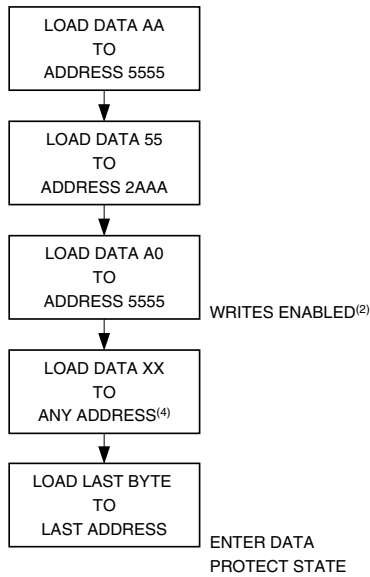 LOAD DATA AA
TO
ADDRESS 5555
LOAD DATA 55
TO
ADDRESS 2AAA
LOAD DATA A0
TO
ADDRESS 5555
WRITES ENABLED(2)
LOAD DATA XX
TO
ANY ADDRESS(4)
LOAD LAST BYTE
TO
LAST ADDRESS
ENTER DATA
PROTECT STATE